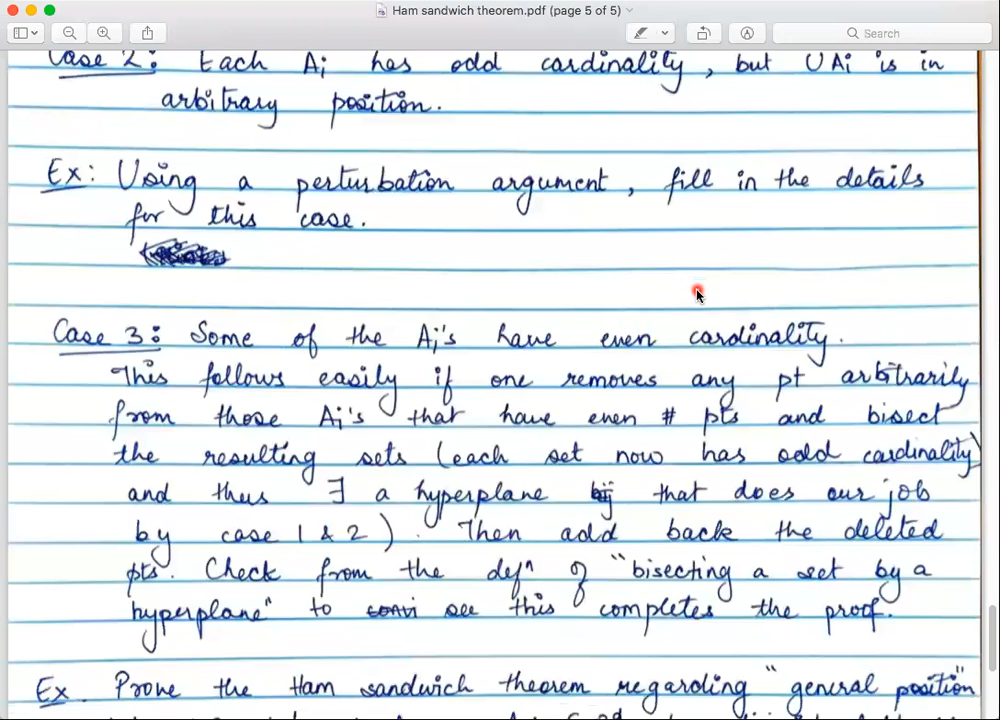 Ham sandwich theorem.pdf (page 5 of 5)
Search
Case 2: Each Ai has odd cardinality, but UAi is in
arbitrary position.
Ex: Using a perturbation argument, fill in the details
for this case.
Case 3: Some of the Ai's have even cardinality.
This follows easily if one removes any pt arbitrarily
from those Ai's that have even # pts and bisect
the resulting sets (each set now has odd cardinality)
and thus ∃ a hyperplane that does our job
by case 1 & 2). Then add back the deleted
pts. Check from the defn of "bisecting a set by a
hyperplane" to see this completes the proof.
Ex. Prove the Ham sandwich theorem regarding "general position"